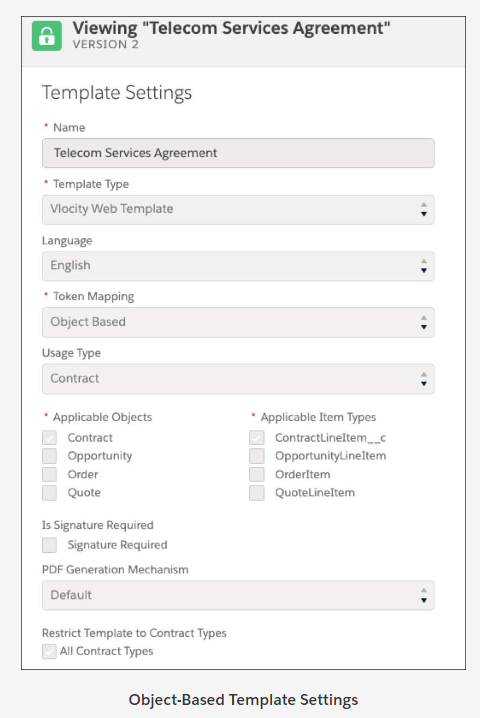 Viewing "Telecom Services Agreement"
VERSION 2
Template Settings
* Name
Telecom Services Agreement
* Template Type
Vlocity Web Template
Language
English
* Token Mapping
Object Based
Usage Type
Contract
* Applicable Objects
Contract
Opportunity
Order
Quote
* Applicable Item Types
ContractLineItem__c
OpportunityLineItem
OrderItem
QuoteLineItem
Is Signature Required
Signature Required
PDF Generation Mechanism
Default
Restrict Template to Contract Types
All Contract Types
Object-Based Template Settings